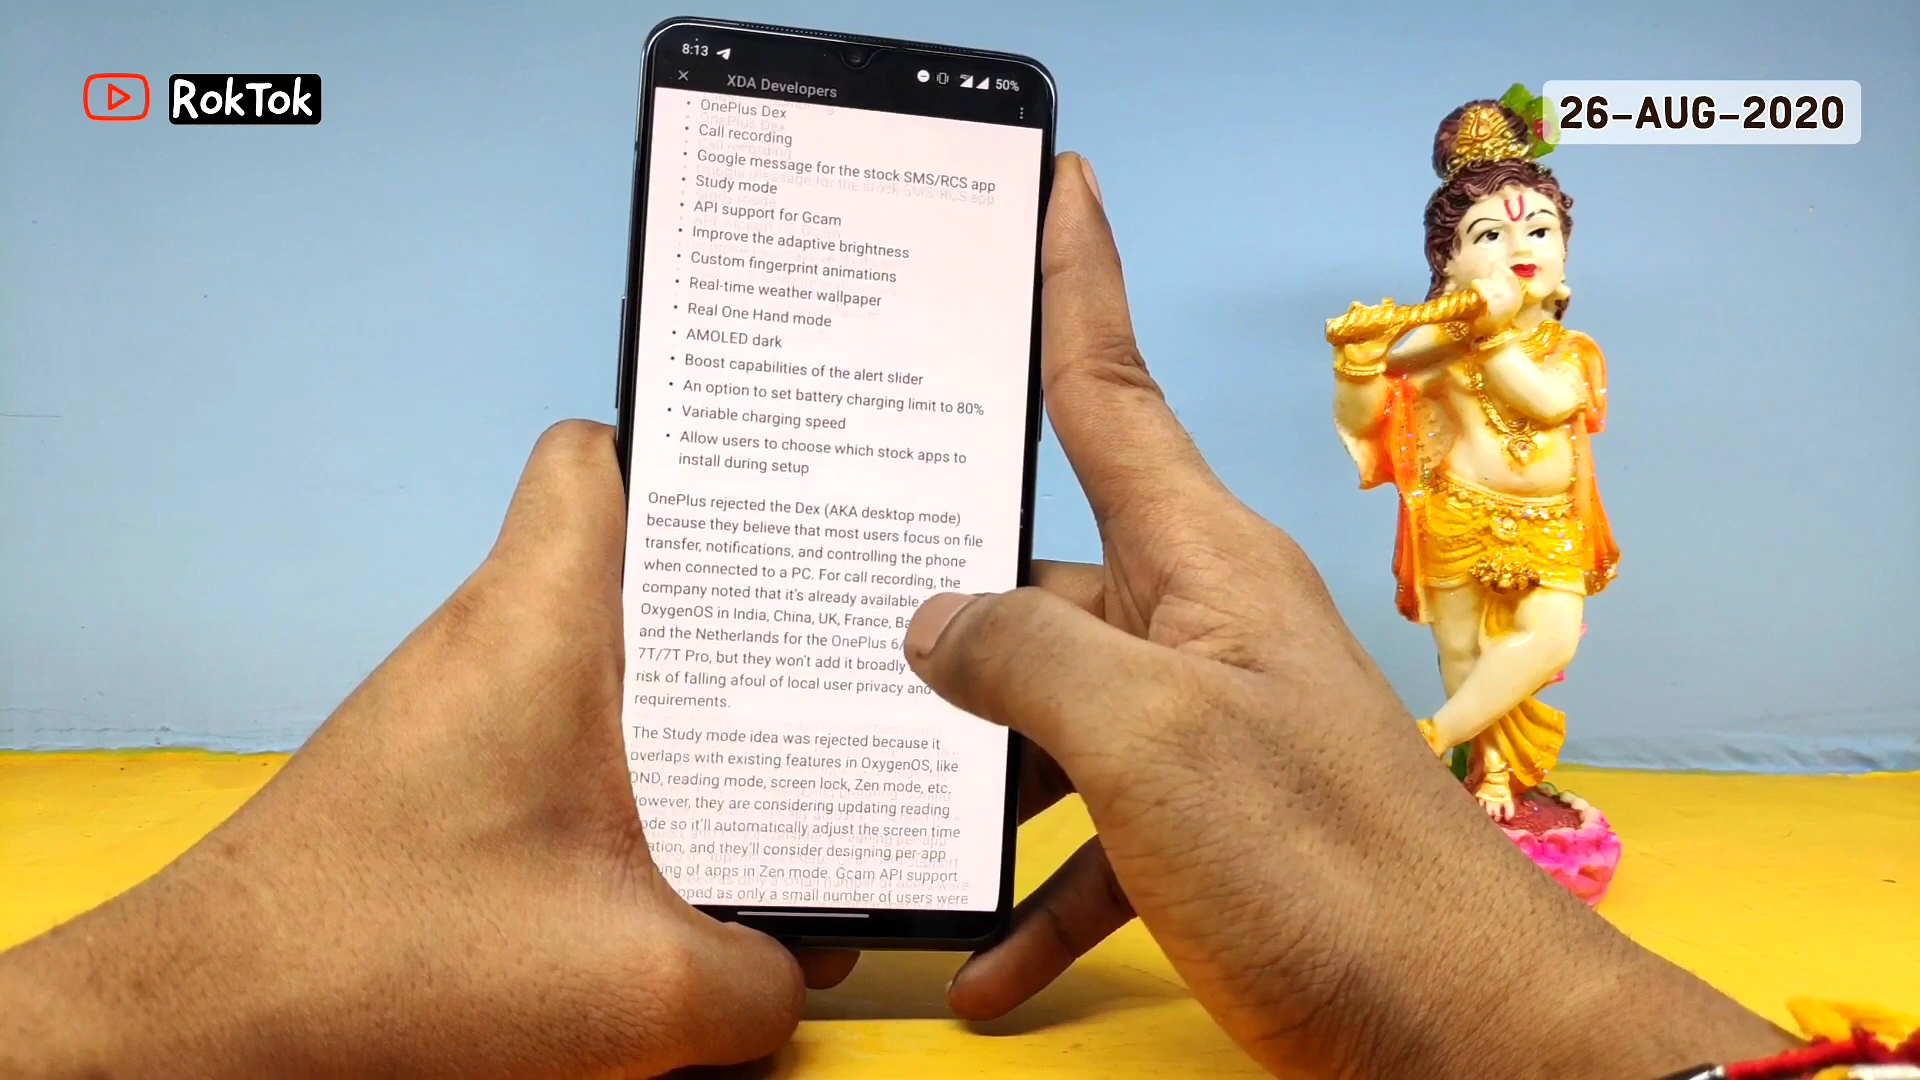 RokTok
26-AUG-2020
8:13
50%
XDA Developers
• OnePlus Dex
• Call recording
• Google message for the stock SMS/RCS app
• Study mode
• API support for Gcam
• Improve the adaptive brightness
• Custom fingerprint animations
• Real-time weather wallpaper
• Real One Hand mode
• AMOLED dark
• Boost capabilities of the alert slider
• An option to set battery charging limit to 80%
• Variable charging speed
• Allow users to choose which stock apps to
install during setup
OnePlus rejected the Dex (AKA desktop mode)
because they believe that most users focus on file
transfer, notifications, and controlling the phone
when connected to a PC. For call recording, the
company noted that it's already available
OxygenOS in India, China, UK, France,
and the Netherlands for the OnePlus 6/
7T/7T Pro, but they won't add it broadly
risk of falling afoul of local user privacy and
requirements.
The Study mode idea was rejected because it
overlaps with existing features in OxygenOS, like
DND, reading mode, screen lock, Zen mode, etc.
However, they are considering updating reading
mode so it'll automatically adjust the screen time
and they'll consider designing per-app
of apps in Zen mode. Gcam API support
as only a small number of users were